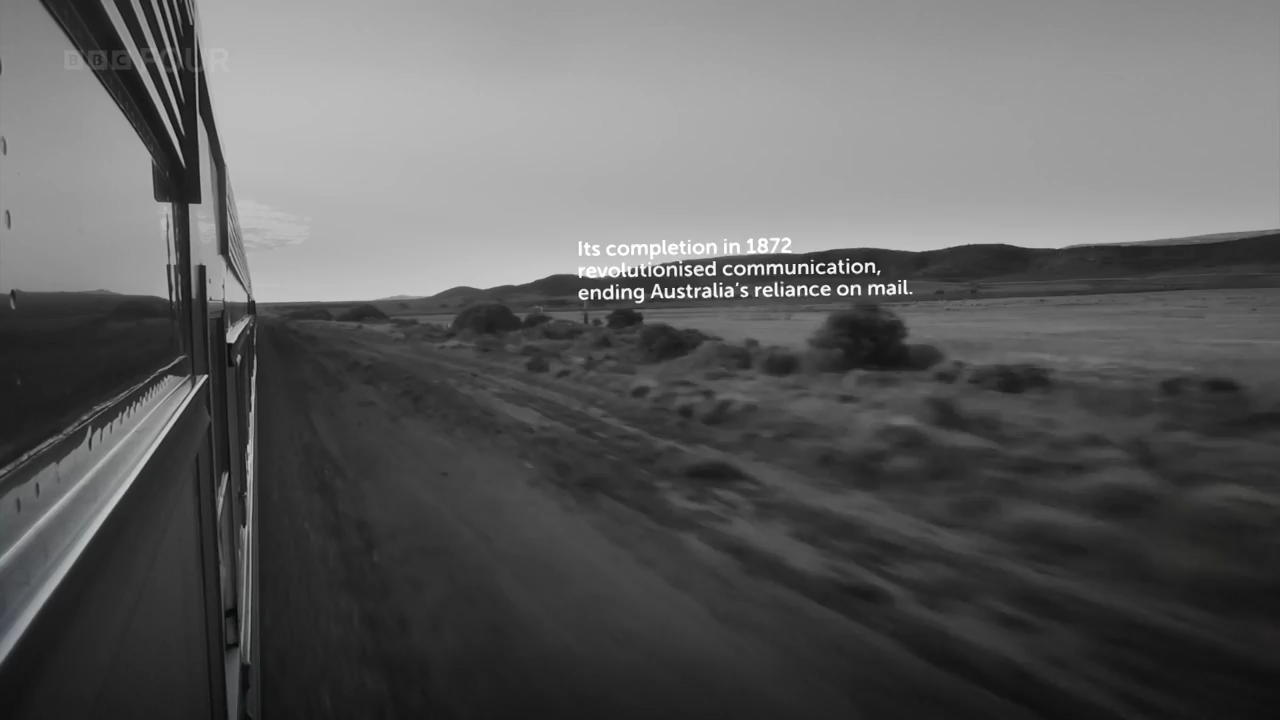 BBC FOUR
Its completion in 1872
revolutionised communication,
ending Australia's reliance on mail.